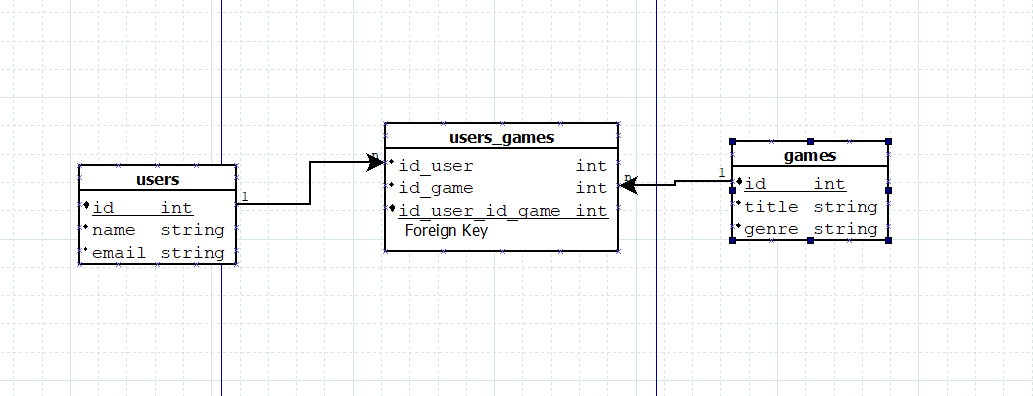 users
id int
name string
email string
1
n
users_games
id_user int
id_game int
id_user_id_game int
Foreign Key
n
1
games
id int
title string
genre string